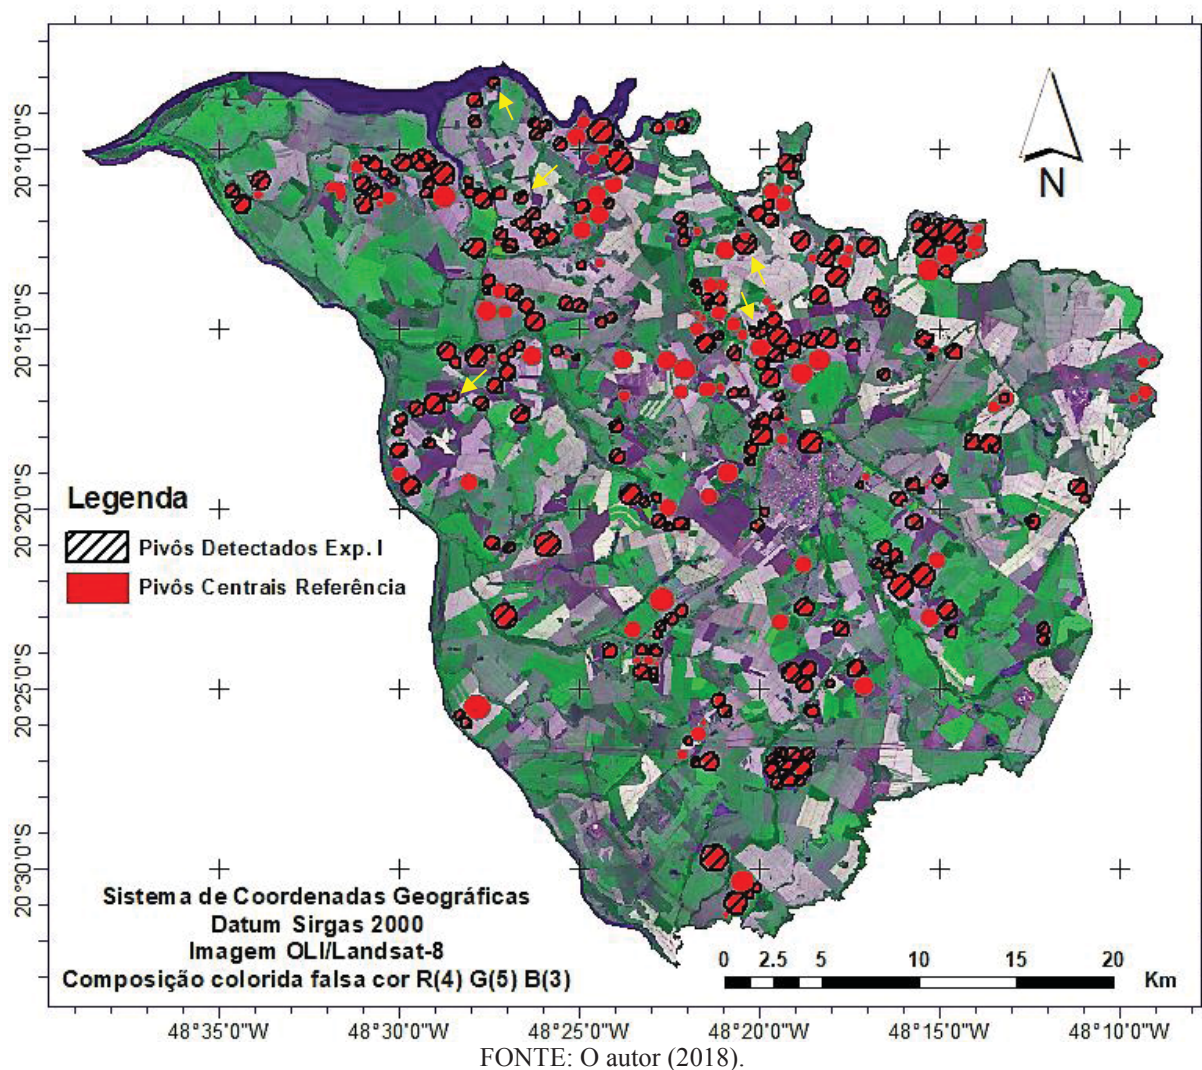 N
20°10'0"S
20°15'0"S
20°20'0"S
20°25'0"S
20°30'0"S
Legenda
Pivôs Detectados Exp. I
Pivôs Centrais Referência
Sistema de Coordenadas Geográficas
Datum Sirgas 2000
Imagem OLI/Landsat-8
Composição colorida falsa cor R(4) G(5) B(3)
0 2.5 5 10 15 20
Km
48°35'0"W 48°30'0"W 48°25'0"W 48°20'0"W 48°15'0"W 48°10'0"W
FONTE: O autor (2018).